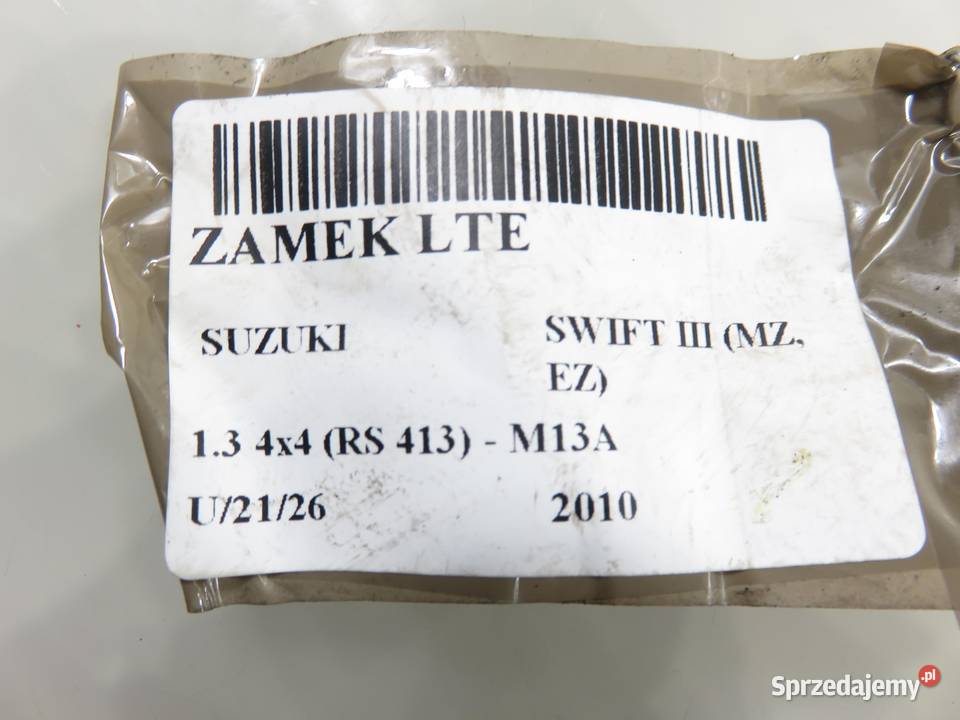 ZAMEK LTE
SUZUKI SWIFT III (MZ,
EZ)
1.3 4x4 (RS 413) - M13A
U/21/26 2010
Sprzedajemy.pl